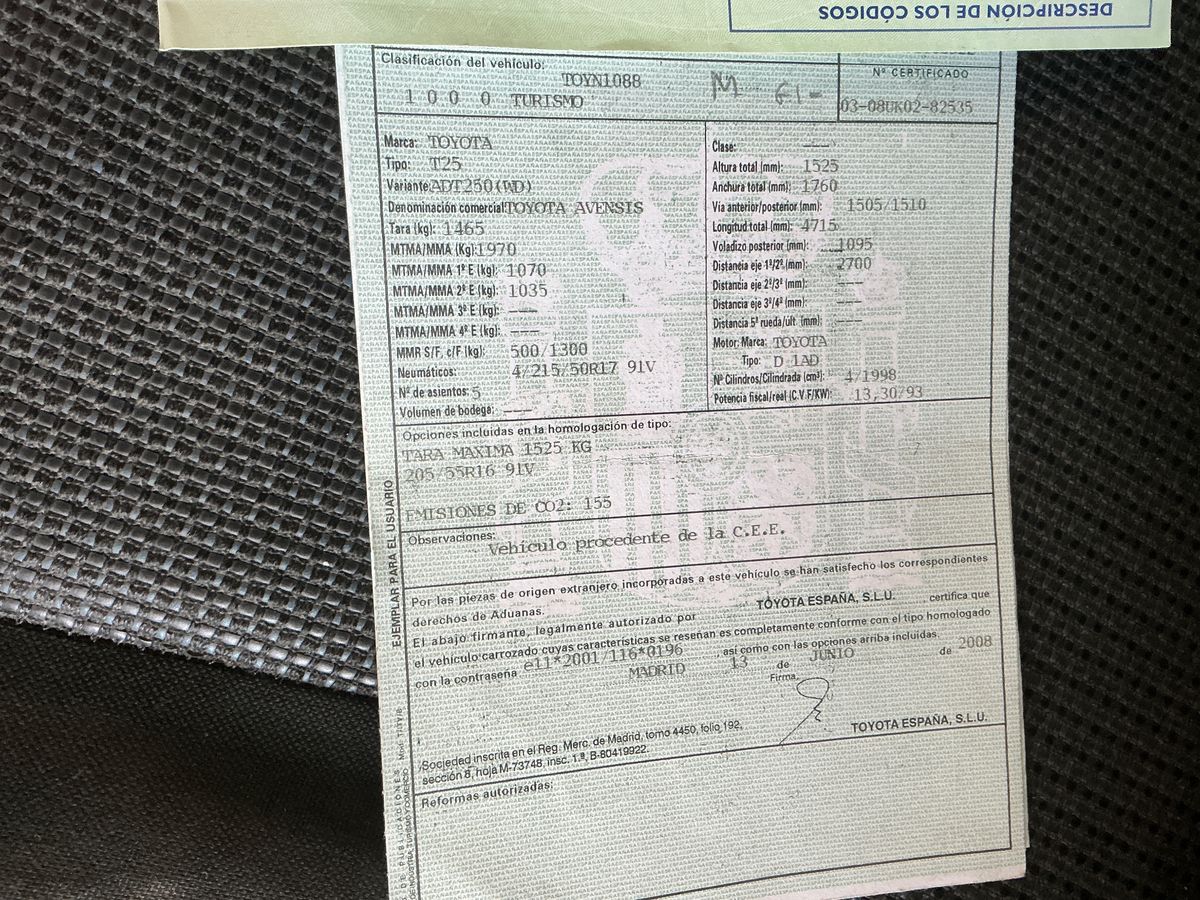 DESCRIPCIÓN DE LOS CÓDIGOS
Clasificación del vehículo:
TOYN1088
1 0 0 0 TURISMO
Nº CERTIFICADO
03-08UK02-82535
Marca: TOYOTA
Tipo: T25
Variante: ADT250(WD)
Denominación comercial: TOYOTA AVENSIS
Tara (kg): 1465
MTMA/MMA (Kg): 1970
MTMA/MMA 1º E (kg): 1070
MTMA/MMA 2º E (kg): 1035
MTMA/MMA 3º E (kg): ---
MTMA/MMA 4º E (kg): ---
MMR S/F, c/F (kg): 500/1300
Neumáticos: 4/215/50R17 91V
Nº de asientos: 5
Volumen de bodega: ---
Clase: ---
Altura total (mm): 1525
Anchura total (mm): 1760
Vía anterior/posterior (mm): 1505/1510
Longitud total (mm): 4715
Voladizo posterior (mm): 1095
Distancia eje 1º/2º (mm): 2700
Distancia eje 2º/3º (mm): ---
Distancia eje 3º/4º (mm): ---
Distancia 5ª rueda/últ. (mm): ---
Motor: Marca: TOYOTA
Tipo: D 1AD
Nº Cilindros/Cilindrada (cm³): 4/1998
Potencia fiscal/real (C.V.F/KW): 13,30/93
Opciones incluidas en la homologación de tipo:
TARA MAXIMA 1525 KG
205/55R16 91V
EMISIONES DE CO2: 155
Observaciones:
Vehículo procedente de la C.E.E.
Por las piezas de origen extranjero incorporadas a este vehículo se han satisfecho los correspondientes
derechos de Aduanas.
El abajo firmante, legalmente autorizado por TOYOTA ESPAÑA, S.L.U. certifica que
el vehículo carrozado cuyas características se reseñan es completamente conforme con el tipo homologado
con la contraseña e11*2001/116*0196 así como con las opciones arriba incluidas
MADRID 13 de JUNIO de 2008
Firma,
TOYOTA ESPAÑA, S.L.U.
Sociedad inscrita en el Reg. Merc. de Madrid, tomo 4450, folio 192,
sección 8, hoja M-73748, insc. 1.ª, B-80419922.
Reformas autorizadas:
EJEMPLAR PARA EL USUARIO